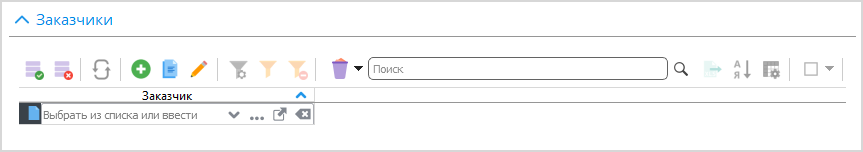 Заказчики
Поиск
А
Я
Заказчик
Выбрать из списка или ввести